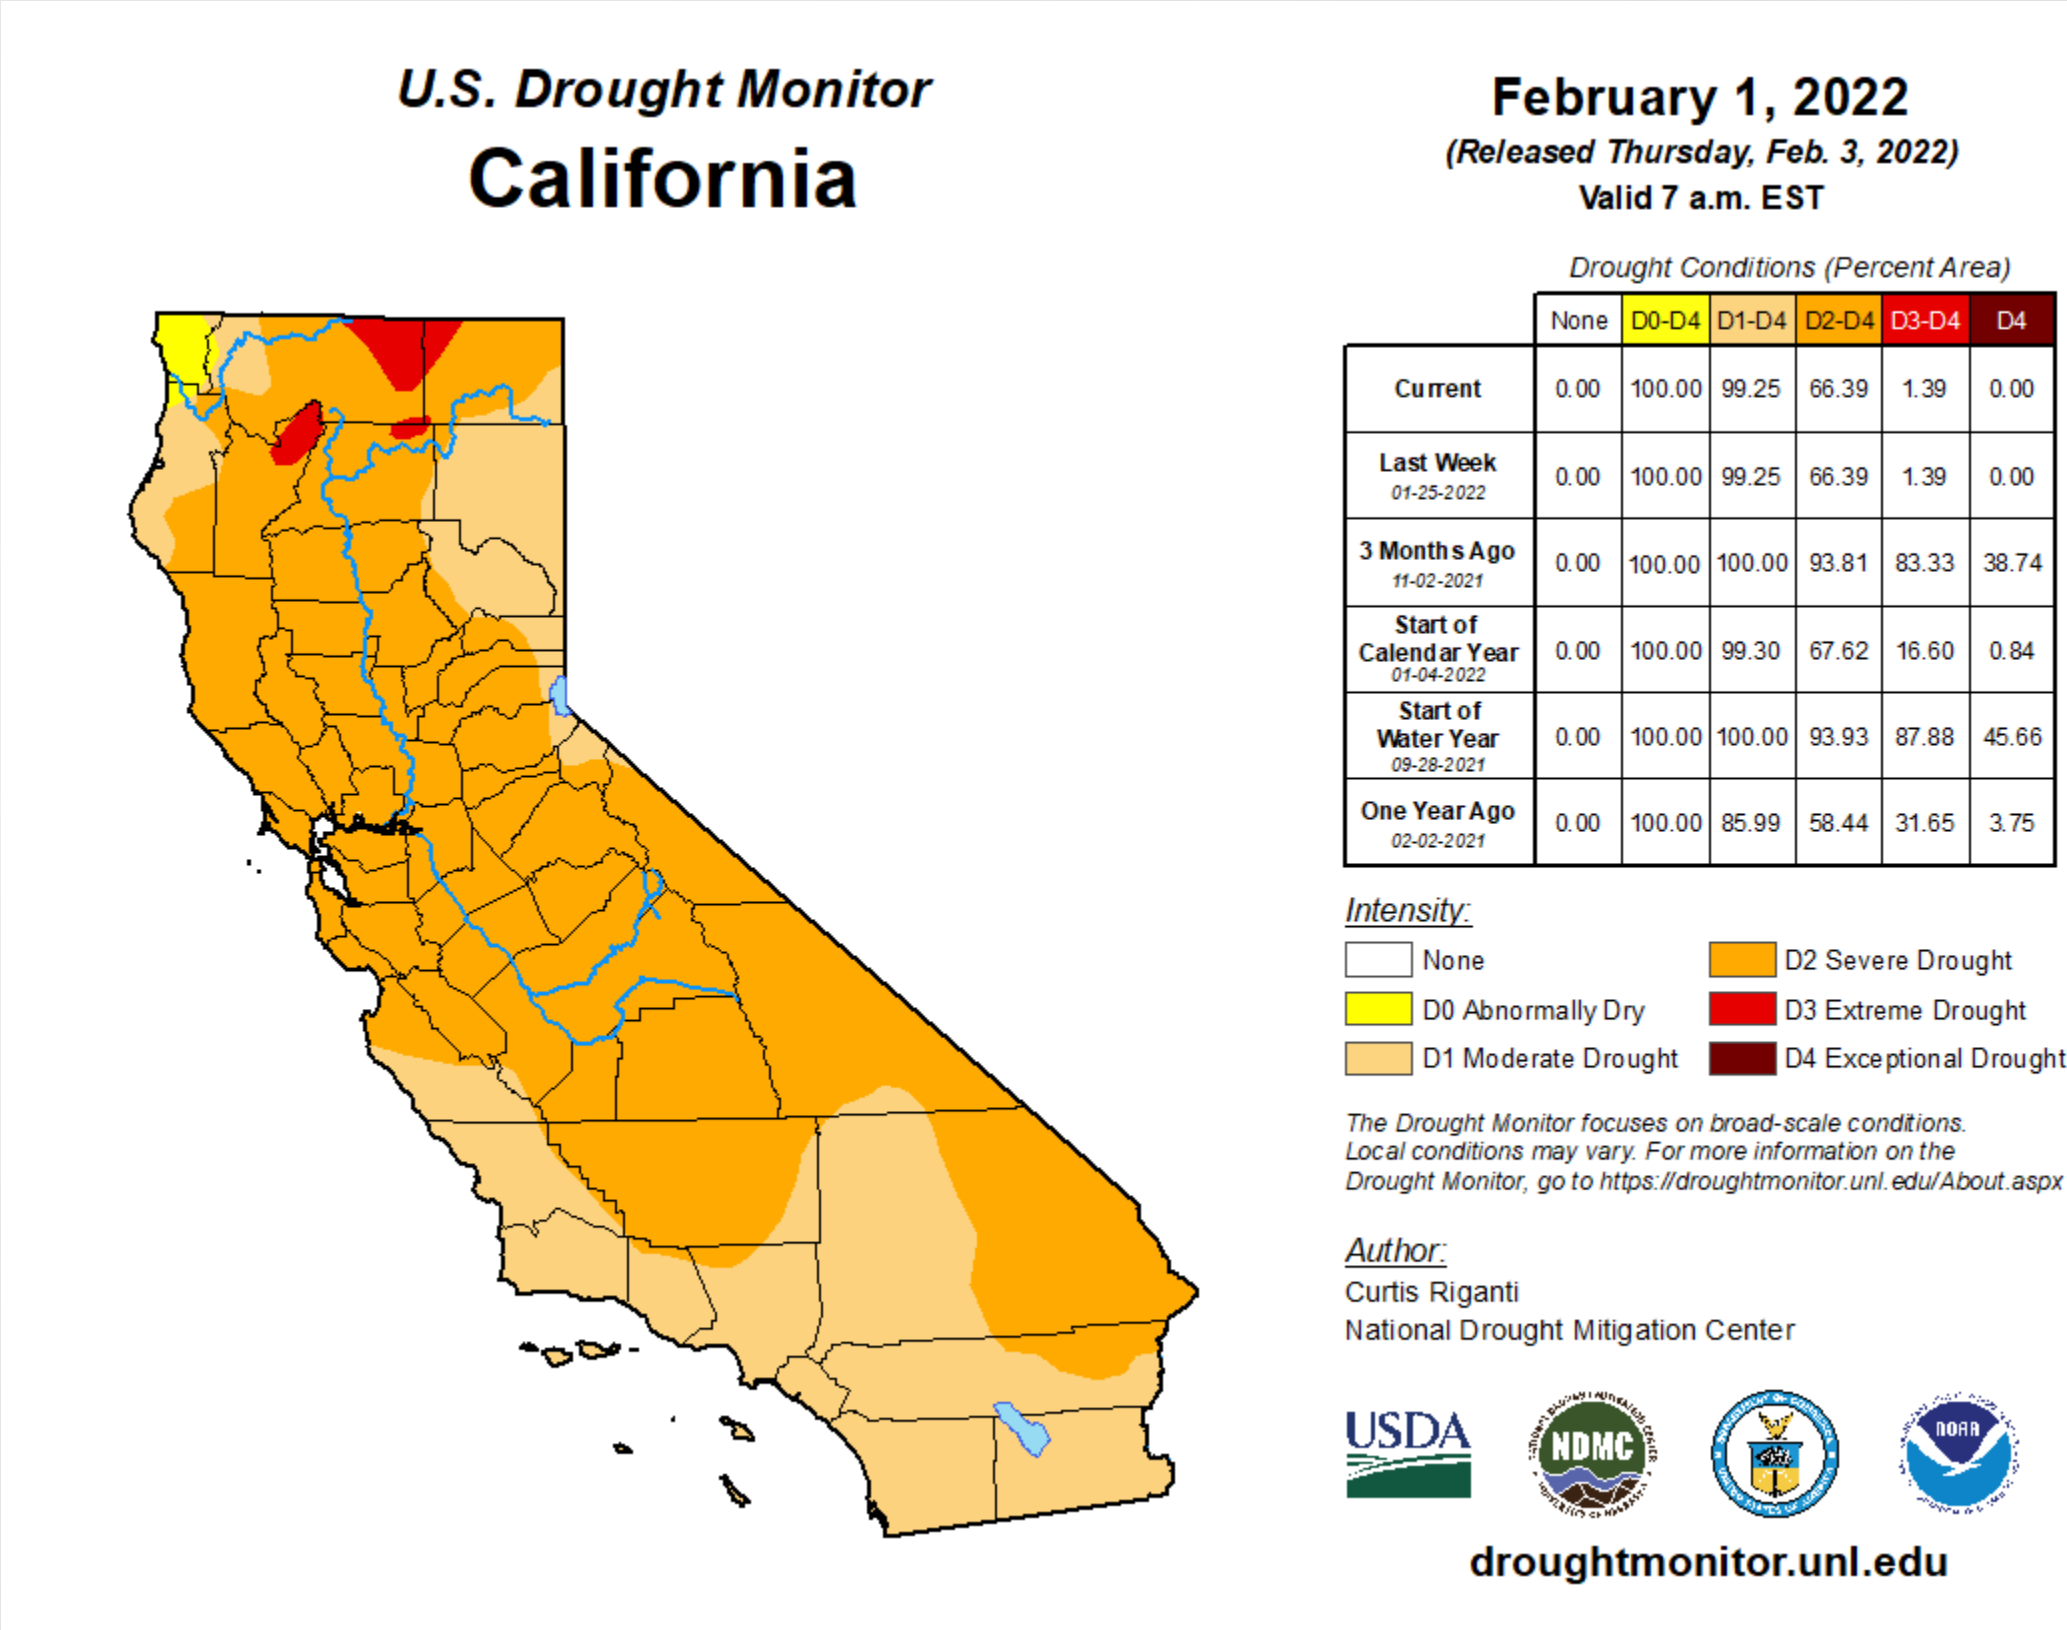 U.S. Drought Monitor
California
February 1, 2022
(Released Thursday, Feb. 3, 2022)
Valid 7 a.m. EST
Drought Conditions (Percent Area)
None D0-D4 D1-D4 D2-D4 D3-D4 D4
Current 0.00 100.00 99.25 66.39 1.39 0.00
Last Week
01-25-2022
0.00 100.00 99.25 66.39 1.39 0.00
3 Months Ago
11-02-2021
0.00 100.00 100.00 93.81 83.33 38.74
Start of
Calendar Year
01-04-2022
0.00 100.00 99.30 67.62 16.60 0.84
Start of
Water Year
09-28-2021
0.00 100.00 100.00 93.93 87.88 45.66
One Year Ago
02-02-2021
0.00 100.00 85.99 58.44 31.65 3.75
Intensity:
None
D0 Abnormally Dry
D1 Moderate Drought
D2 Severe Drought
D3 Extreme Drought
D4 Exceptional Drought
The Drought Monitor focuses on broad-scale conditions.
Local conditions may vary. For more information on the
Drought Monitor, go to https://droughtmonitor.unl.edu/About.aspx
Author:
Curtis Riganti
National Drought Mitigation Center
USDA
NDMC
NOAA
droughtmonitor.unl.edu